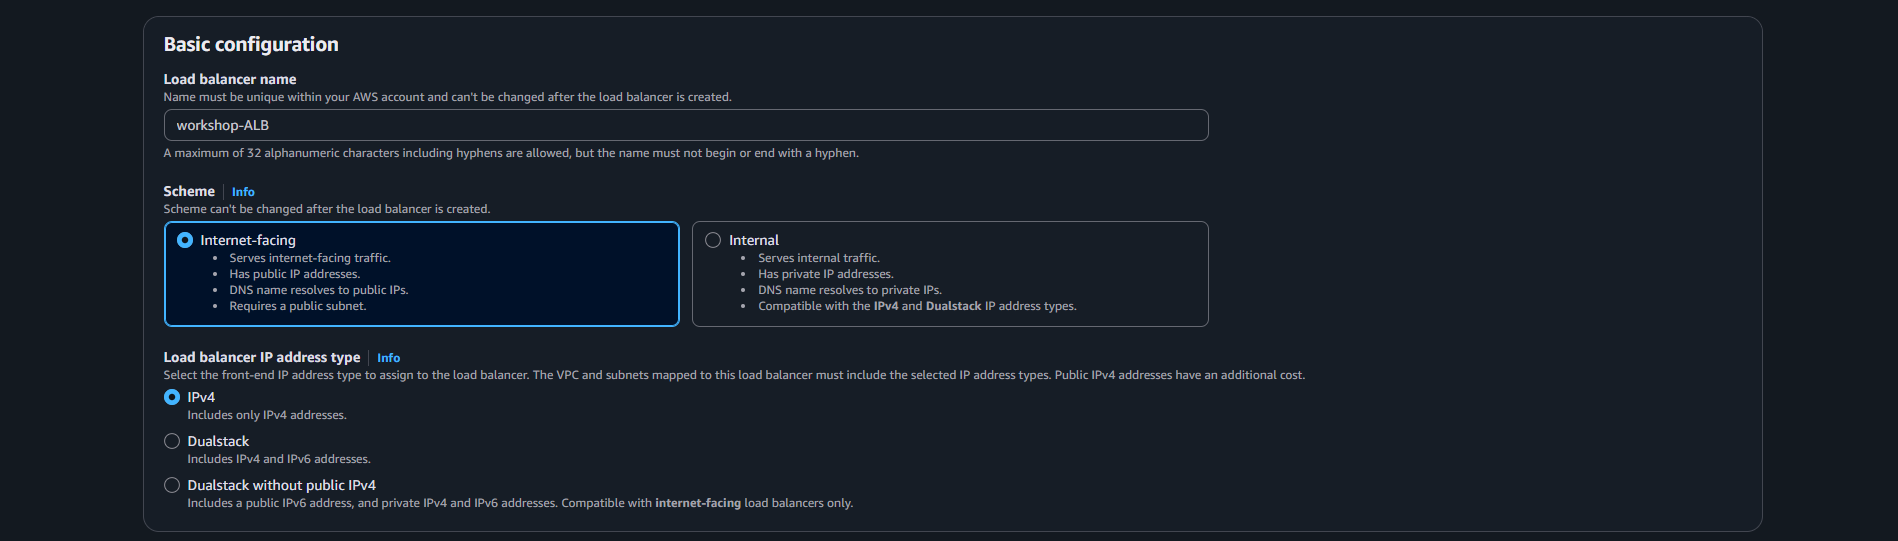 Basic configuration
Load balancer name
Name must be unique within your AWS account and can't be changed after the load balancer is created.
workshop-ALB
A maximum of 32 alphanumeric characters including hyphens are allowed, but the name must not begin or end with a hyphen.
Scheme Info
Scheme can't be changed after the load balancer is created.
Internet-facing
• Serves internet-facing traffic.
• Has public IP addresses.
• DNS name resolves to public IPs.
• Requires a public subnet.
Internal
• Serves internal traffic.
• Has private IP addresses.
• DNS name resolves to private IPs.
• Compatible with the IPv4 and Dualstack IP address types.
Load balancer IP address type Info
Select the front-end IP address type to assign to the load balancer. The VPC and subnets mapped to this load balancer must include the selected IP address types. Public IPv4 addresses have an additional cost.
IPv4
Includes only IPv4 addresses.
Dualstack
Includes IPv4 and IPv6 addresses.
Dualstack without public IPv4
Includes a public IPv6 address, and private IPv4 and IPv6 addresses. Compatible with internet-facing load balancers only.